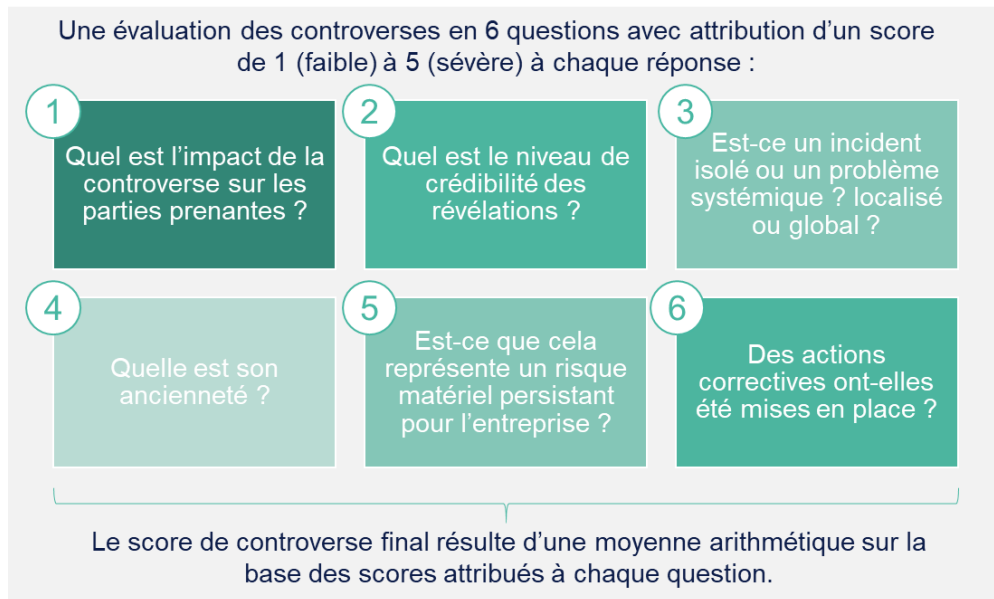 Une évaluation des controverses en 6 questions avec attribution d’un score
de 1 (faible) à 5 (sévère) à chaque réponse :
1
Quel est l’impact de la
controverse sur les
parties prenantes ?
2
Quel est le niveau de
crédibilité des
révélations ?
3
Est-ce un incident
isolé ou un problème
systémique ? localisé
ou global ?
4
Quelle est son
ancienneté ?
5
Est-ce que cela
représente un risque
matériel persistant
pour l’entreprise ?
6
Des actions
correctives ont-elles
été mises en place ?
Le score de controverse final résulte d’une moyenne arithmétique sur la
base des scores attribués à chaque question.